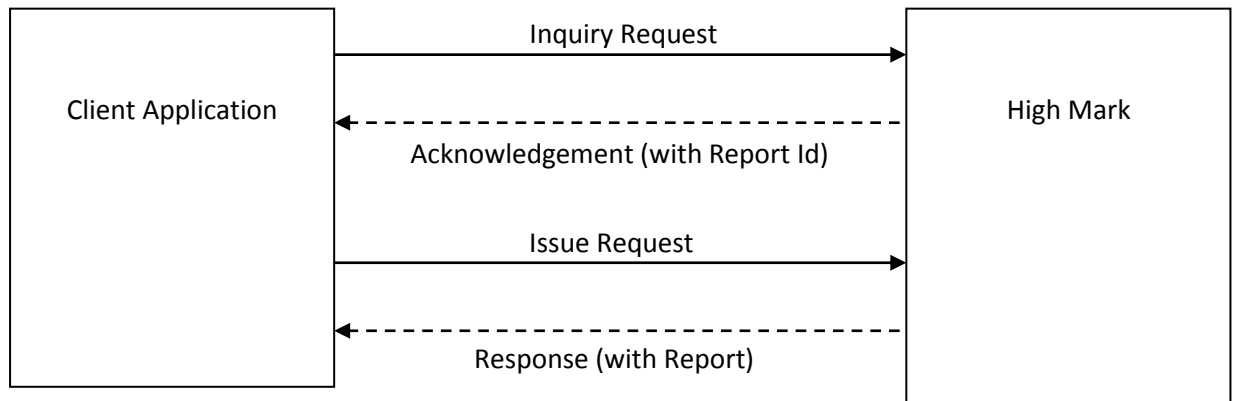 Inquiry Request
Client Application
High Mark
Acknowledgement (with Report Id)
Issue Request
Response (with Report)